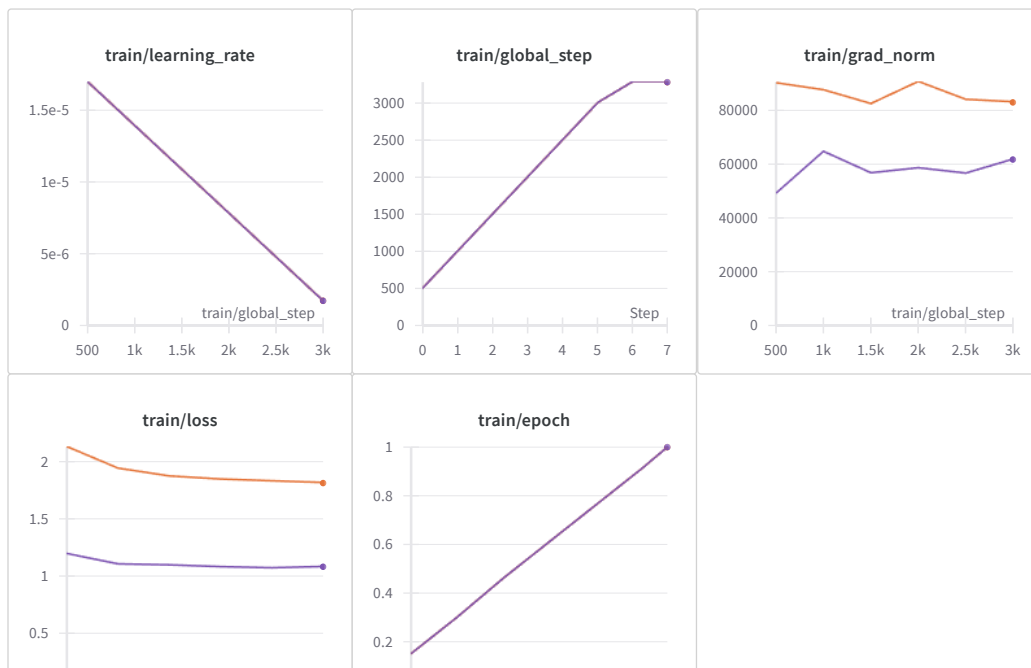 train/learning_rate
1.5e-5
1e-5
5e-6
0
train/global_step
500 1k 1.5k 2k 2.5k 3k
train/global_step
3000
2500
2000
1500
1000
500
0
Step
0 1 2 3 4 5 6 7
train/grad_norm
80000
60000
40000
20000
0
train/global_step
500 1k 1.5k 2k 2.5k 3k
train/loss
2
1.5
1
0.5
train/epoch
1
0.8
0.6
0.4
0.2